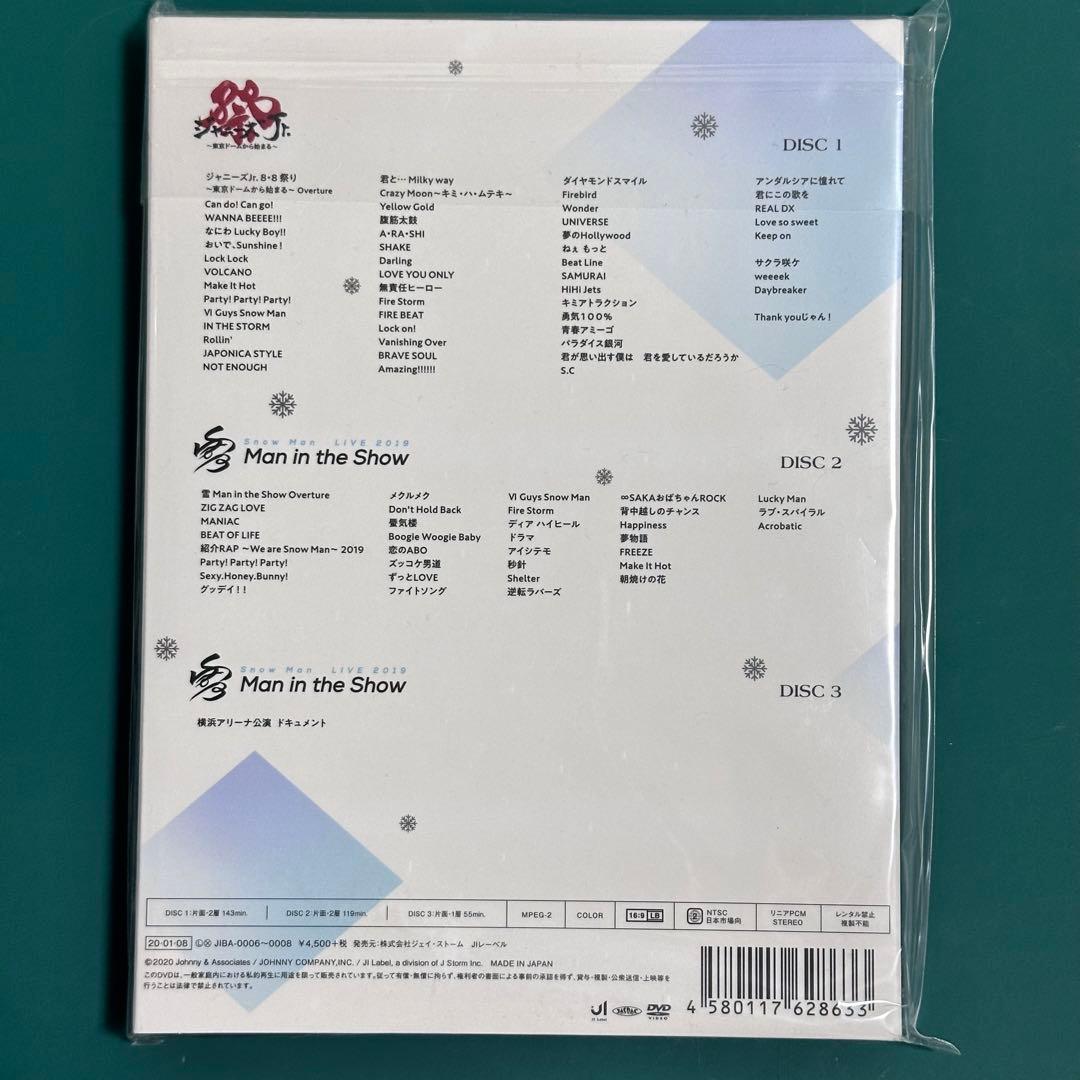 祭
ジャニーズJr.
～東京ドームから始まる～
DISC 1
ジャニーズJr. 8・8 祭り
～東京ドームから始まる～ Overture
Can do! Can go!
WANNA BEEEE!!!
なにわ Lucky Boy!!
おいで、Sunshine!
Lock Lock
VOLCANO
Make It Hot
Party! Party! Party!
VI Guys Snow Man
IN THE STORM
Rollin'
JAPONICA STYLE
NOT ENOUGH
君と… Milky way
Crazy Moon～キミ・ハ・ムテキ～
Yellow Gold
腹筋太鼓
A・RA・SHI
SHAKE
Darling
LOVE YOU ONLY
無責任ヒーロー
Fire Storm
FIRE BEAT
Lock on!
Vanishing Over
BRAVE SOUL
Amazing!!!!!!
ダイヤモンドスマイル
Firebird
Wonder
UNIVERSE
夢のHollywood
ねぇ もっと
Beat Line
SAMURAI
HiHi Jets
キミアトラクション
勇気100%
青春アミーゴ
パラダイス銀河
君が思い出す僕は 君を愛しているだろうか
S.C
アンダルシアに憧れて
君にこの歌を
REAL DX
Love so sweet
Keep on
サクラ咲ケ
weeeek
Daybreaker
Thank youじゃん!
Snow Man LIVE 2019
雪 Man in the Show
DISC 2
雪 Man in the Show Overture
ZIG ZAG LOVE
MANIAC
BEAT OF LIFE
紹介RAP ～We are Snow Man～ 2019
Party! Party! Party!
Sexy.Honey.Bunny!
グッデイ!!
メクルメク
Don't Hold Back
蜃気楼
Boogie Woogie Baby
恋のABO
ズッコケ男道
ずっとLOVE
ファイトソング
VI Guys Snow Man
Fire Storm
ディア ハイヒール
ドラマ
アイシテモ
秒針
Shelter
逆転ラバーズ
∞SAKAおばちゃんROCK
背中越しのチャンス
Happiness
夢物語
FREEZE
Make It Hot
朝焼けの花
Lucky Man
ラブ・スパイラル
Acrobatic
Snow Man LIVE 2019
雪 Man in the Show
DISC 3
横浜アリーナ公演 ドキュメント
DISC 1:片面・2層 143min.
DISC 2:片面・2層 119min.
DISC 3:片面・1層 55min.
MPEG-2
COLOR
16:9 LB
2 NTSC 日本市場向
リニアPCM STEREO
レンタル禁止 複製不能
20・01・08 ⓁⓍ JIBA-0006～0008 ¥4,500+税 発売元:株式会社ジェイ・ストーム JIレーベル
©2020 Johnny & Associates / JOHNNY COMPANY,INC. / JI Label, a division of J Storm Inc. MADE IN JAPAN
このDVDは、一般家庭内における私的再生に用途を限って販売されています。従って有償・無償に拘らず、権利者の書面による事前の承認を得ず、貸与・複製・公衆送信・上映等を
行うことは法律で禁止されています。
JI
JI Label
JASRAC
DVD
VIDEO
4 580117 628633